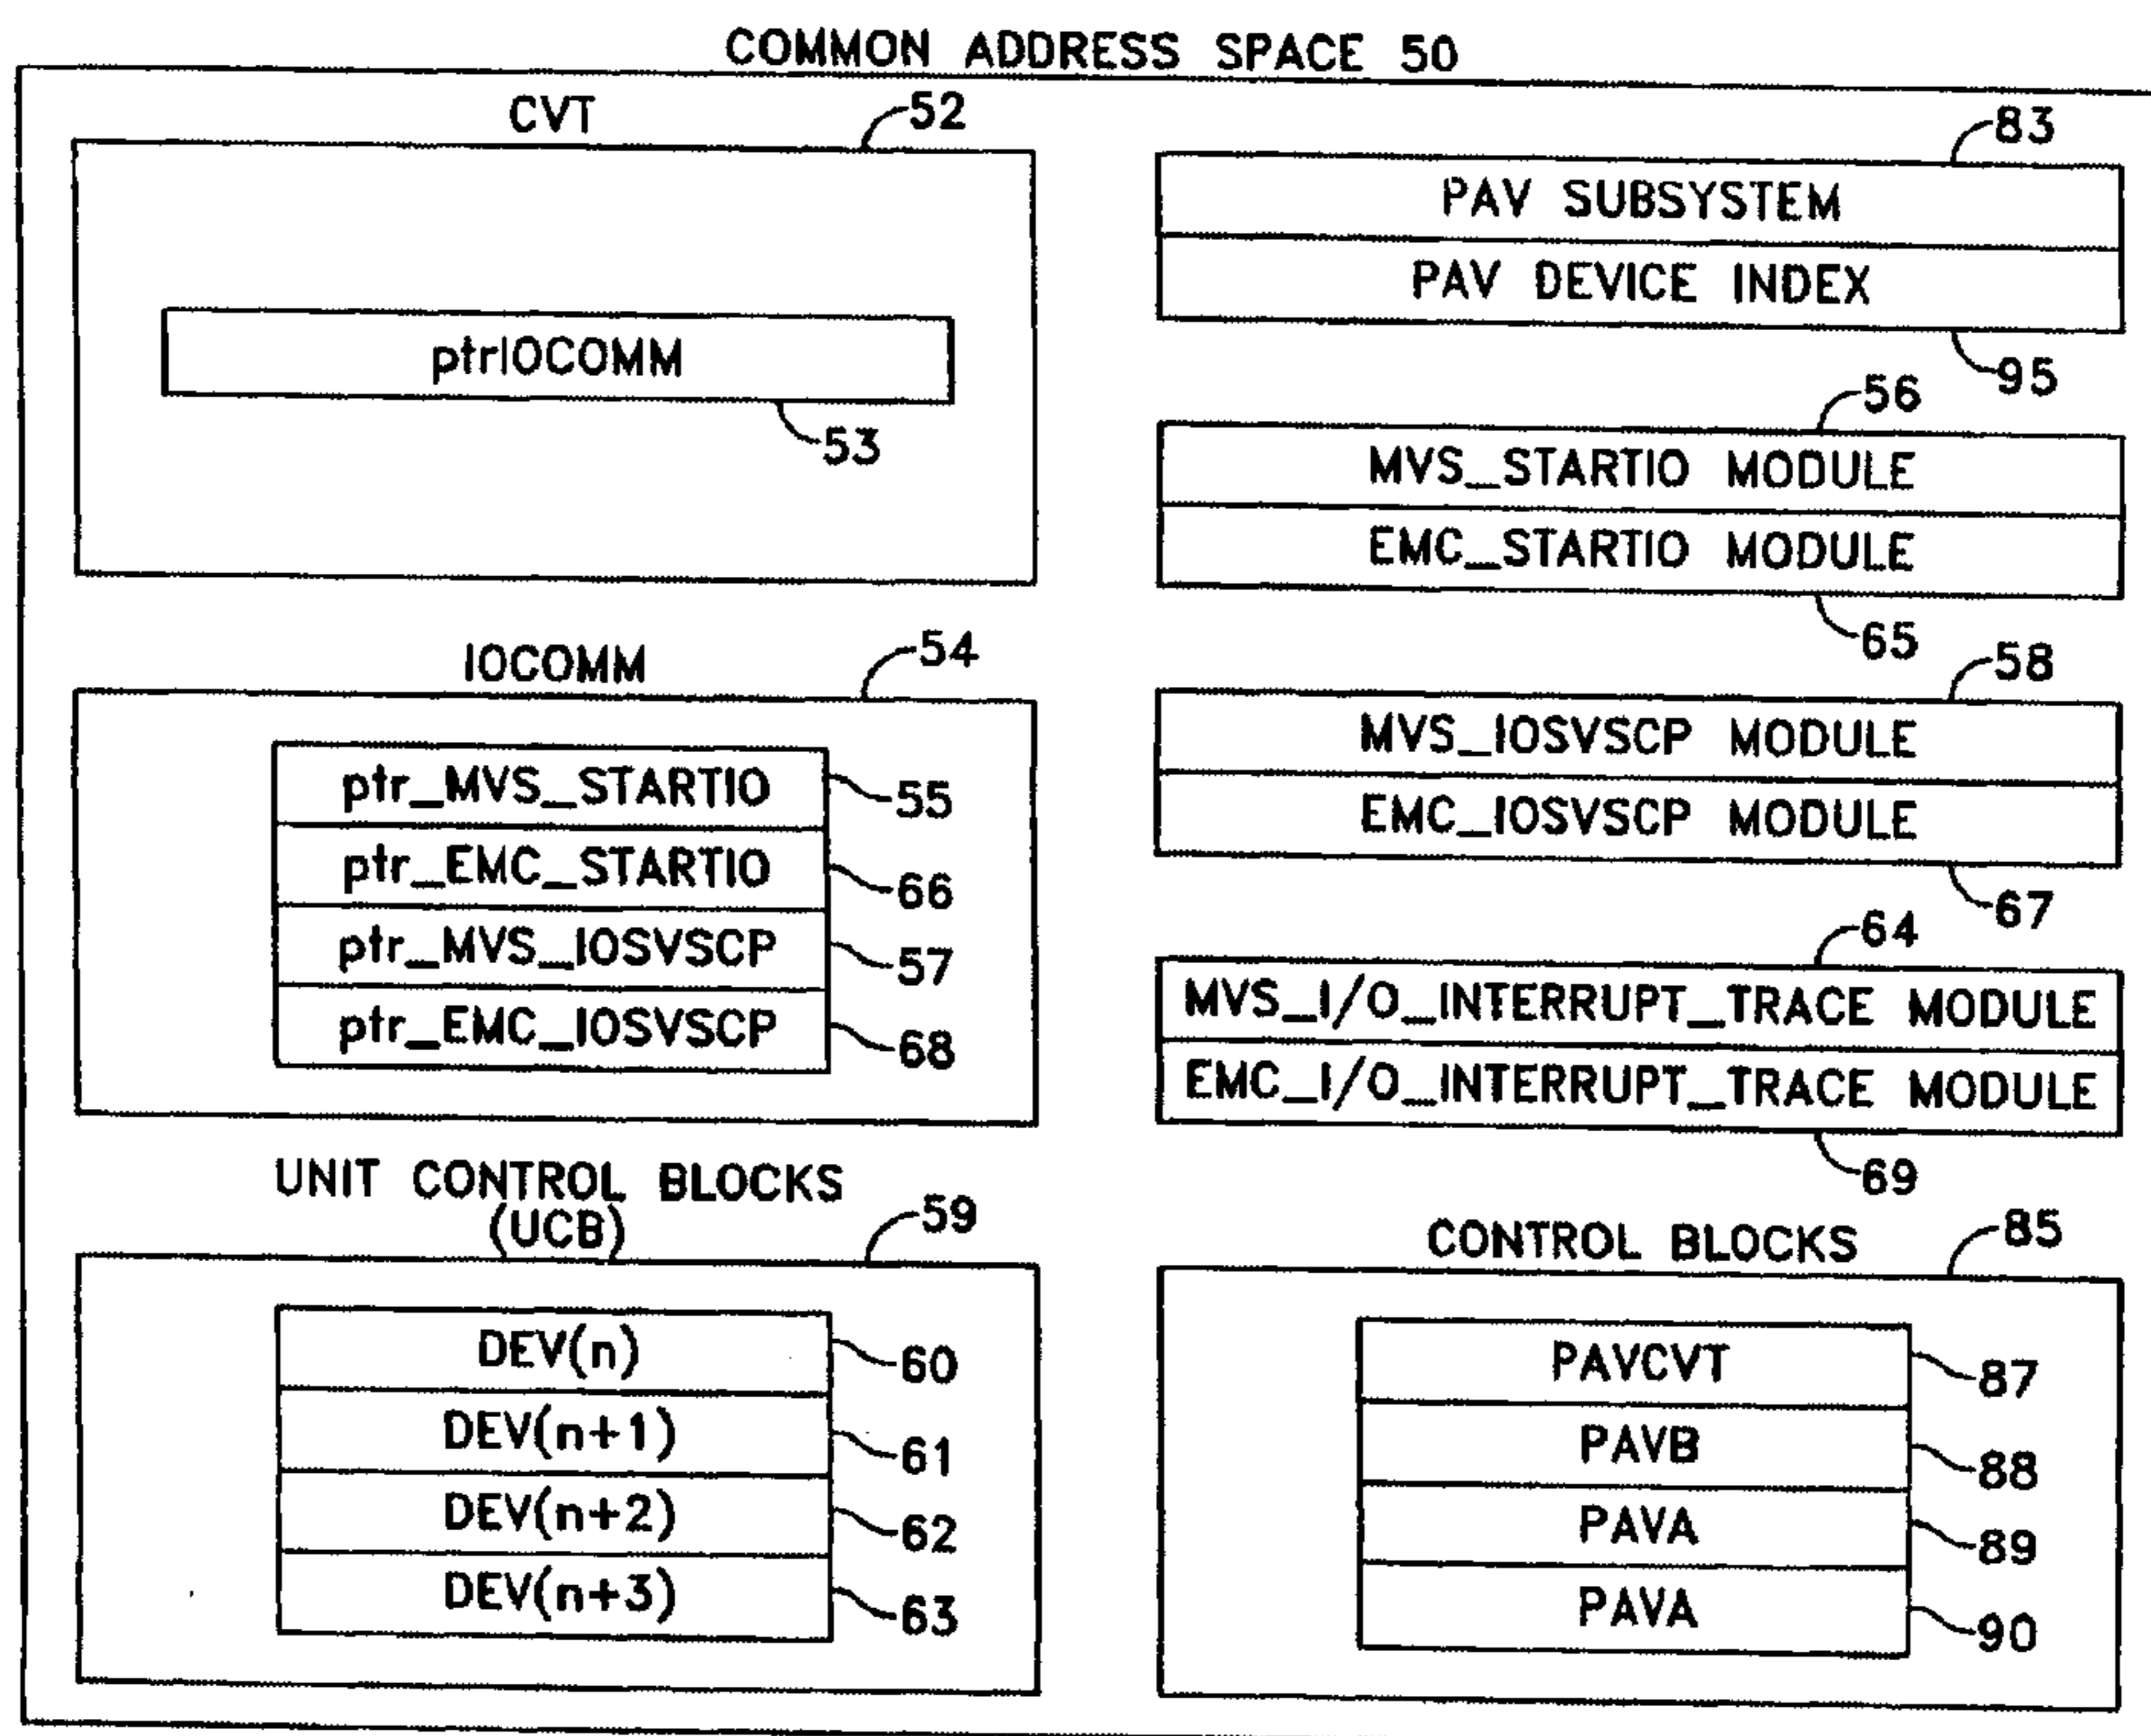 COMMON ADDRESS SPACE 50
CVT
52
ptrIOCOMM
53
IOCOMM
54
ptr_MVS_STARTIO
55
ptr_EMC_STARTIO
66
ptr_MVS_IOSVSCP
57
ptr_EMC_IOSVSCP
68
UNIT CONTROL BLOCKS
(UCB)
59
DEV(n)
60
DEV(n+1)
61
DEV(n+2)
62
DEV(n+3)
63
83
PAV SUBSYSTEM
PAV DEVICE INDEX
95
56
MVS_STARTIO MODULE
EMC_STARTIO MODULE
65
58
MVS_IOSVSCP MODULE
EMC_IOSVSCP MODULE
67
64
MVS_I/O_INTERRUPT_TRACE MODULE
EMC_I/O_INTERRUPT_TRACE MODULE
69
CONTROL BLOCKS
85
PAVCVT
87
PAVB
88
PAVA
89
PAVA
90